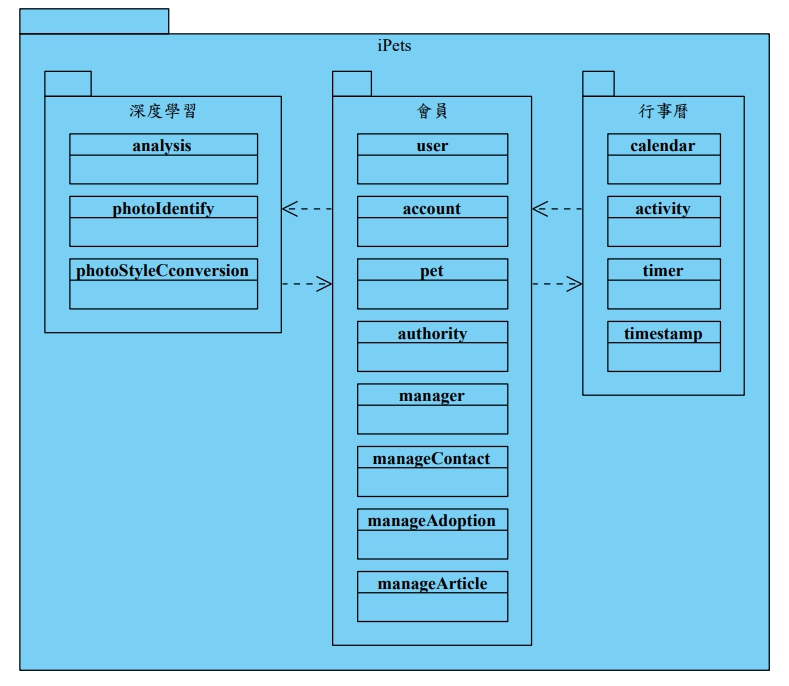 iPets
深度學習
analysis
photoIdentify
photoStyleCconversion
會員
user
account
pet
authority
manager
manageContact
manageAdoption
manageArticle
行事曆
calendar
activity
timer
timestamp